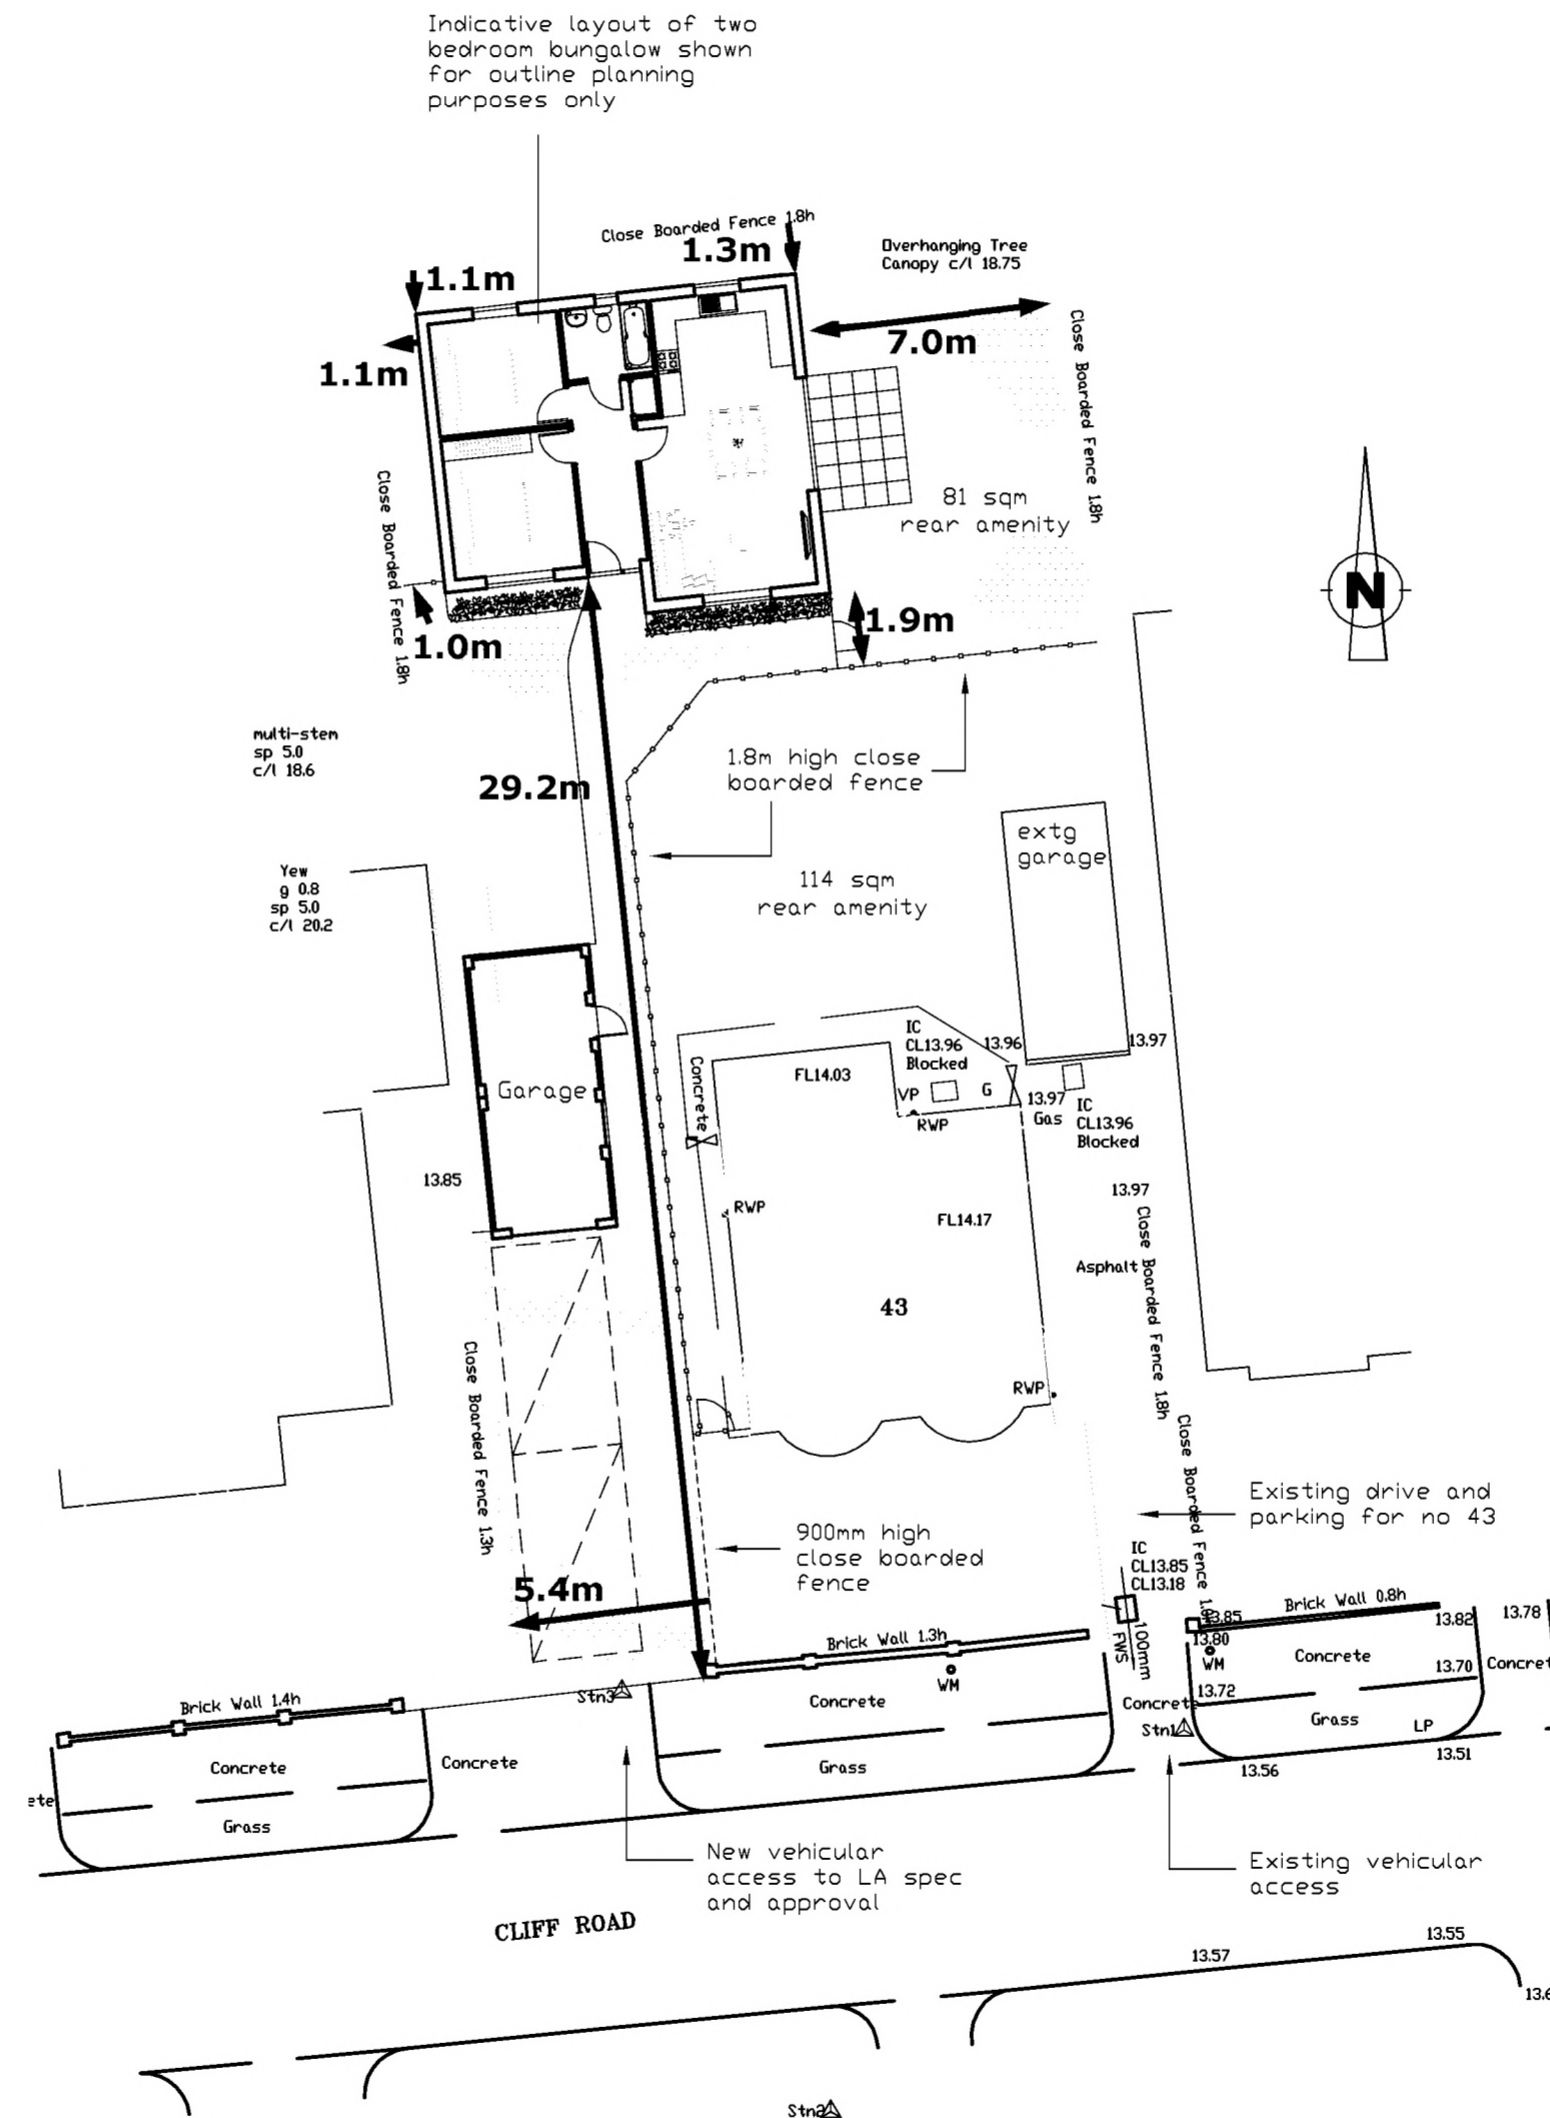 Indicative layout of two
bedroom bungalow shown
for outline planning
purposes only
Close Boarded Fence 1.8h
1.3m
1.1m
1.1m
Overhanging Tree
Canopy c/l 18.75
7.0m
Close Boarded Fence 1.8h
81 sqm
rear amenity
N
Close Boarded Fence 1.8h
1.0m
1.9m
multi-stem
sp 5.0
c/l 18.6
29.2m
1.8m high close
boarded fence
Yew
g 0.8
sp 5.0
c/l 20.2
114 sqm
rear amenity
extg
garage
Garage
Concrete
FL14.03
IC
CL13.96
Blocked
13.96
13.97
VP
G
RWP
13.97
Gas
IC
CL13.96
Blocked
13.85
RWP
FL14.17
13.97
Asphalt
Close Boarded Fence 1.8h
43
RWP
Close Boarded Fence 1.3h
Existing drive and
parking for no 43
900mm high
close boarded
fence
IC
CL13.85
CL13.18
5.4m
Brick Wall 1.3h
WM
FWS
100mm
13.85
13.80
WM
Brick Wall 0.8h
13.82
13.78
Concrete
13.70
13.72
Grass
LP
13.51
13.56
Stn1
Concrete
Stn3
Brick Wall 1.4h
Concrete
Grass
Concrete
Concrete
Grass
New vehicular
access to LA spec
and approval
Existing vehicular
access
CLIFF ROAD
13.57
13.55